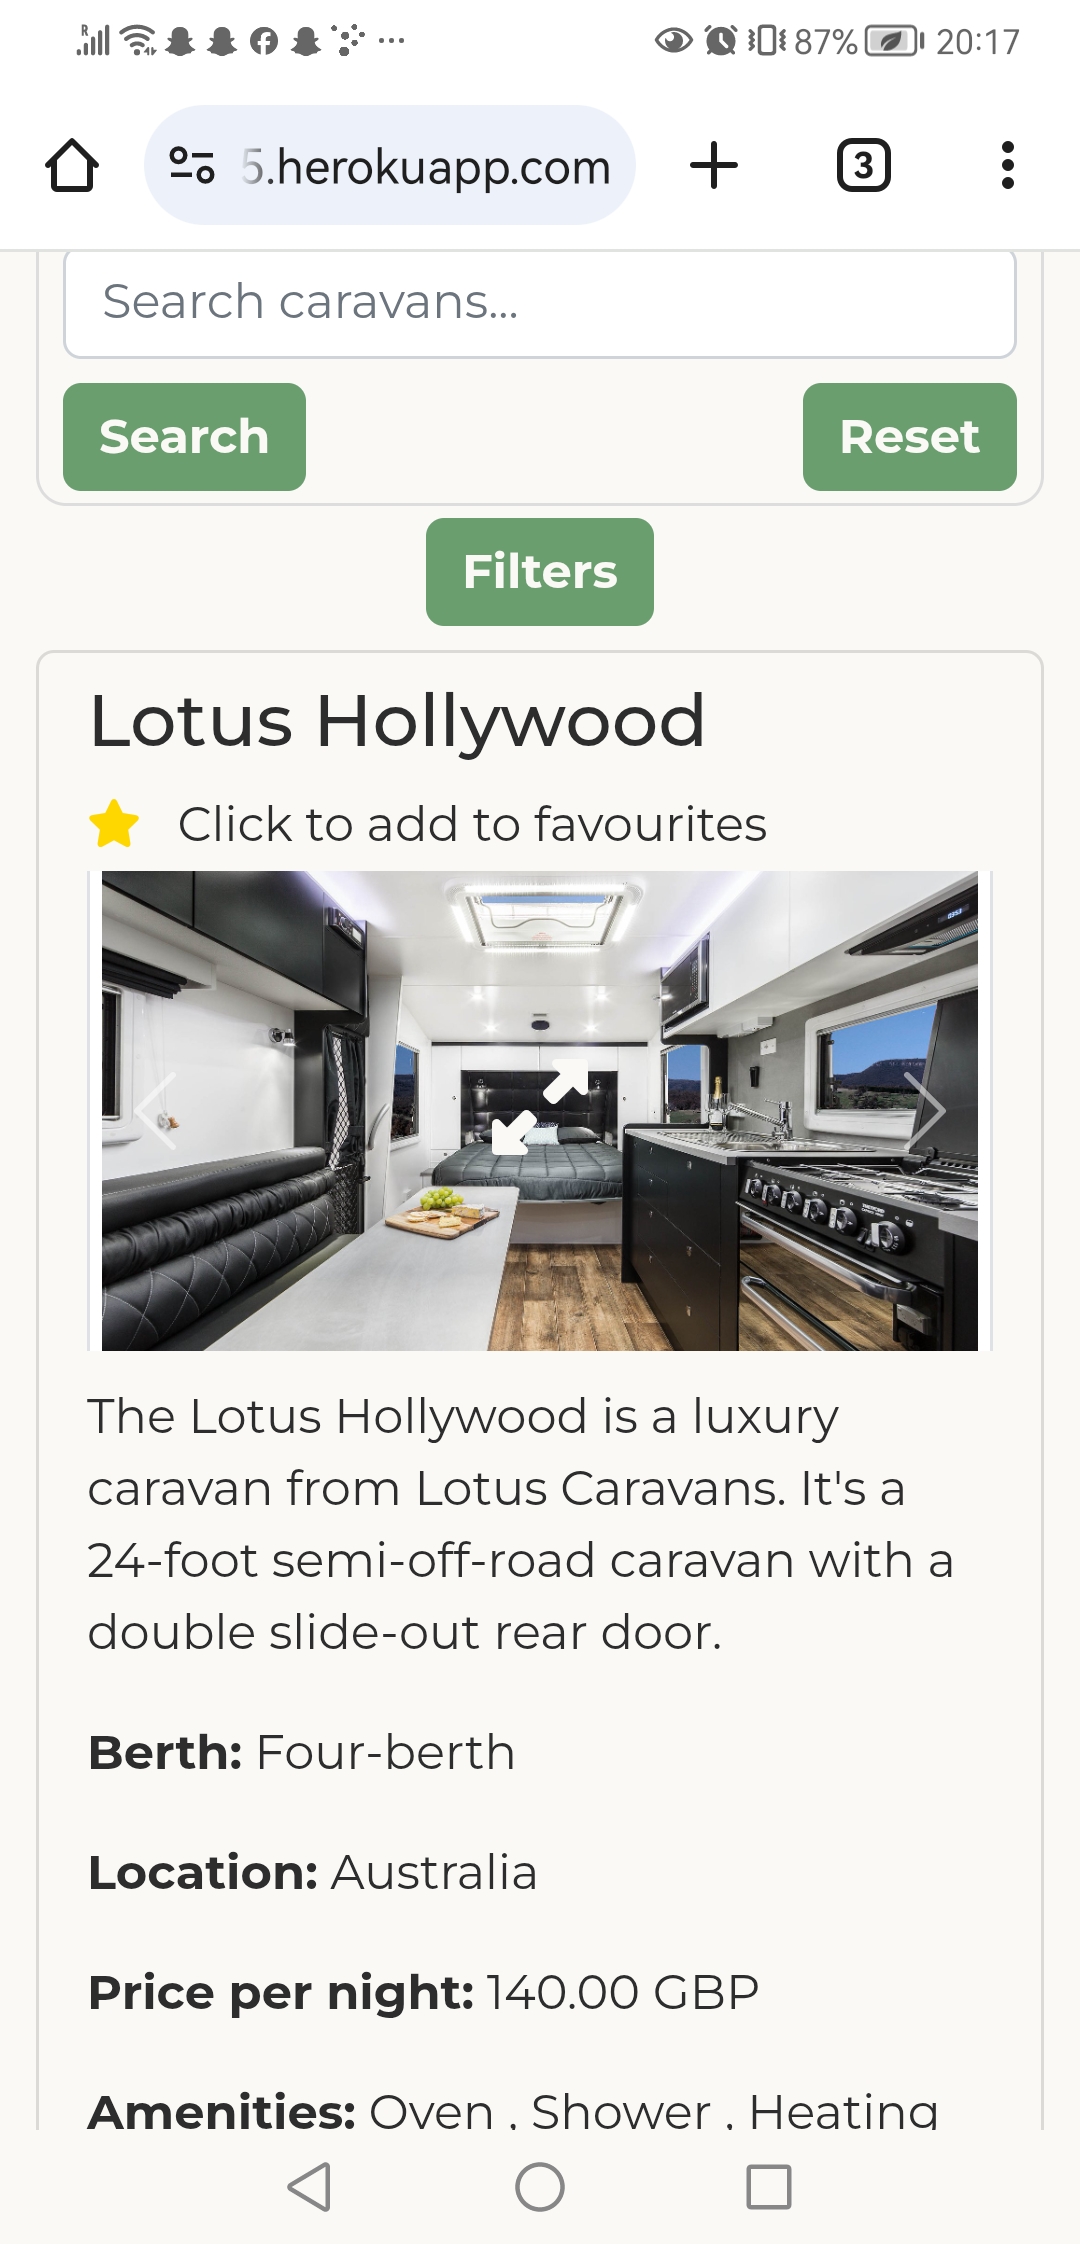 R
87%
20:17
5.herokuapp.com
3
Search caravans...
Search
Reset
Filters
Lotus Hollywood
Click to add to favourites
The Lotus Hollywood is a luxury
caravan from Lotus Caravans. It's a
24-foot semi-off-road caravan with a
double slide-out rear door.
Berth: Four-berth
Location: Australia
Price per night: 140.00 GBP
Amenities: Oven , Shower , Heating